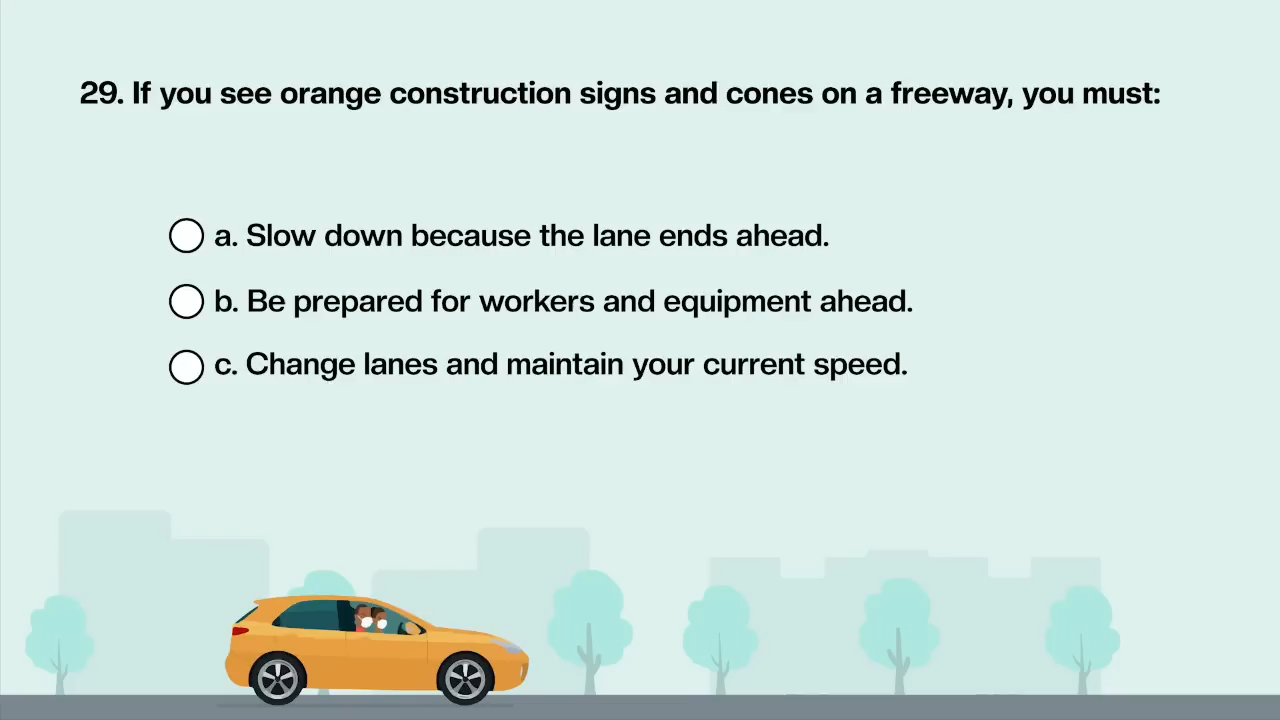 29. If you see orange construction signs and cones on a freeway, you must:
a. Slow down because the lane ends ahead.
b. Be prepared for workers and equipment ahead.
c. Change lanes and maintain your current speed.